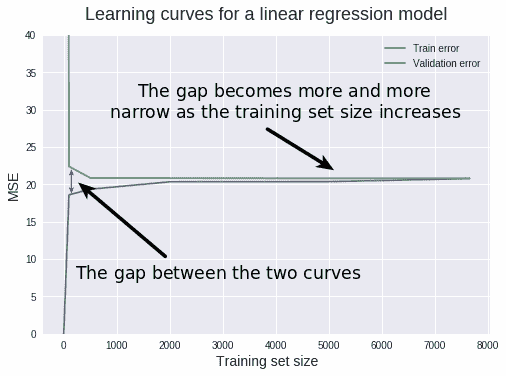 Learning curves for a linear regression model
40
35
30
25
20
15
10
5
0
MSE
Train error
Validation error
The gap becomes more and more
narrow as the training set size increases
The gap between the two curves
0 1000 2000 3000 4000 5000 6000 7000 8000
Training set size